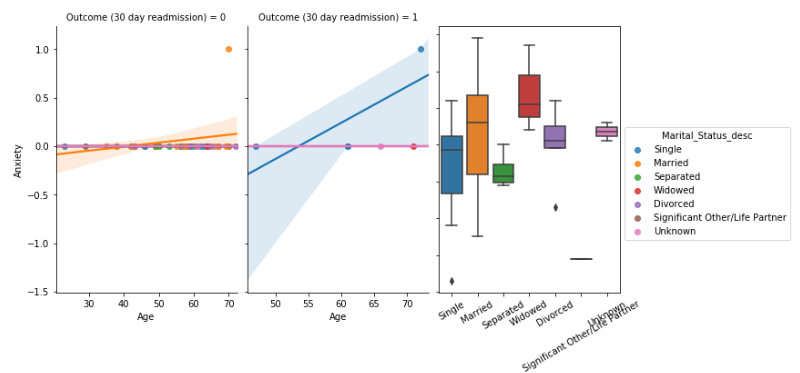 Outcome (30 day readmission) = 0
Outcome (30 day readmission) = 1
Anxiety
1.0
0.5
0.0
−0.5
−1.0
−1.5
30
40
50
60
70
Age
50
55
60
65
70
Age
Single
Married
Separated
Widowed
Divorced
Significant Other/Life Partner
Unknown
Marital_Status_desc
Single
Married
Separated
Widowed
Divorced
Significant Other/Life Partner
Unknown